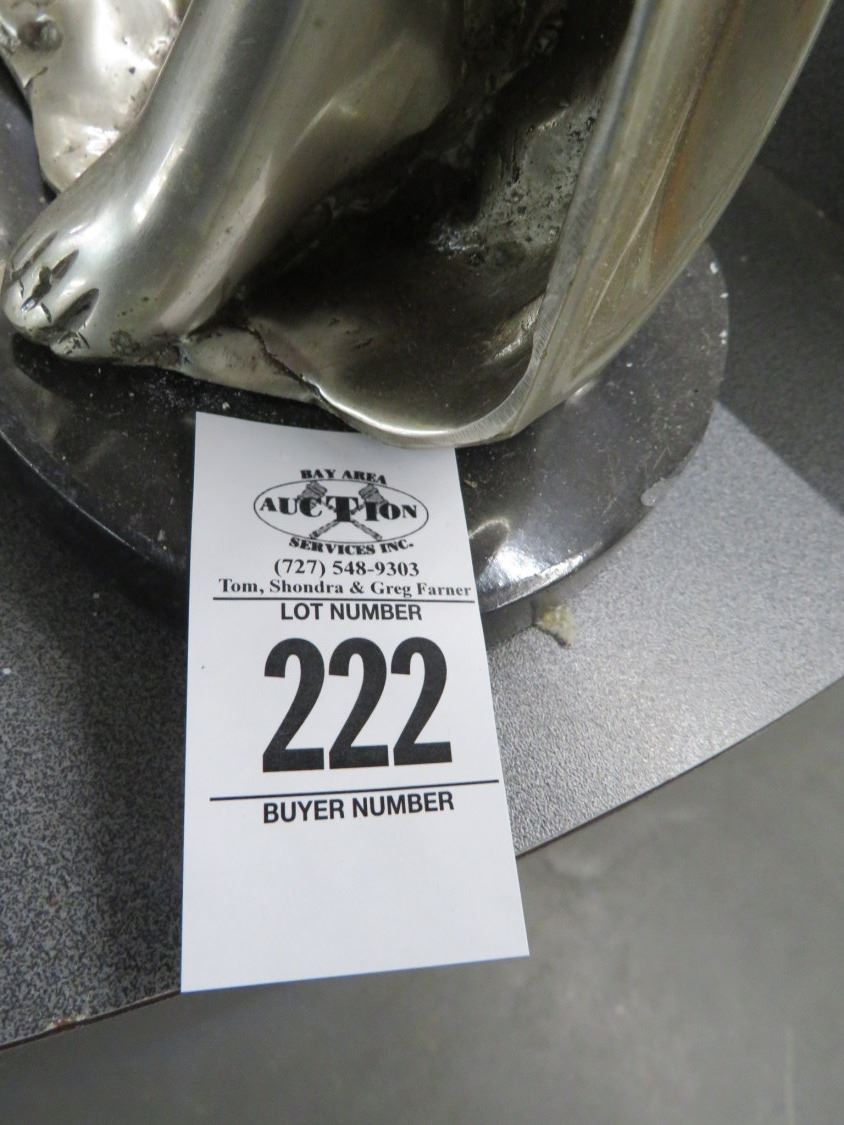 BAY AREA
AUCTION
SERVICES INC.
(727) 548-9303
Tom, Shondra & Greg Farner
LOT NUMBER
222
BUYER NUMBER